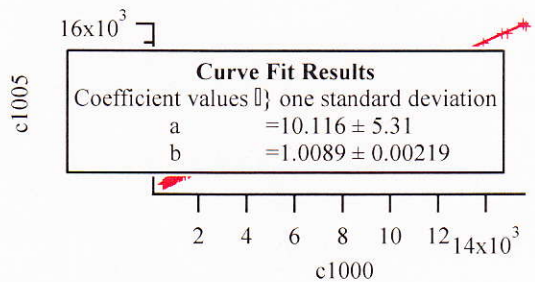 16x10³
c1005
Curve Fit Results
Coefficient values } one standard deviation
a =10.116 ± 5.31
b =1.0089 ± 0.00219
2 4 6 8 10 12 14x10³
c1000